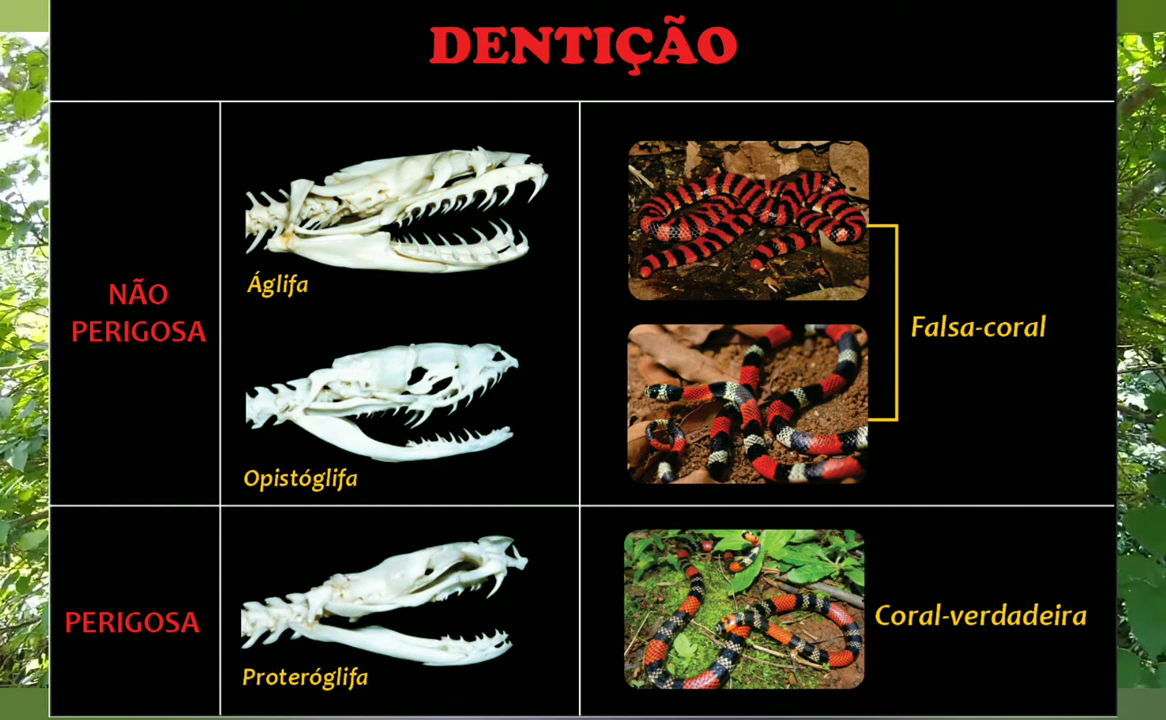 DENTIÇÃO
NÃO
PERIGOSA
Áglifa
Opistóglifa
Falsa-coral
PERIGOSA
Proteróglifa
Coral-verdadeira